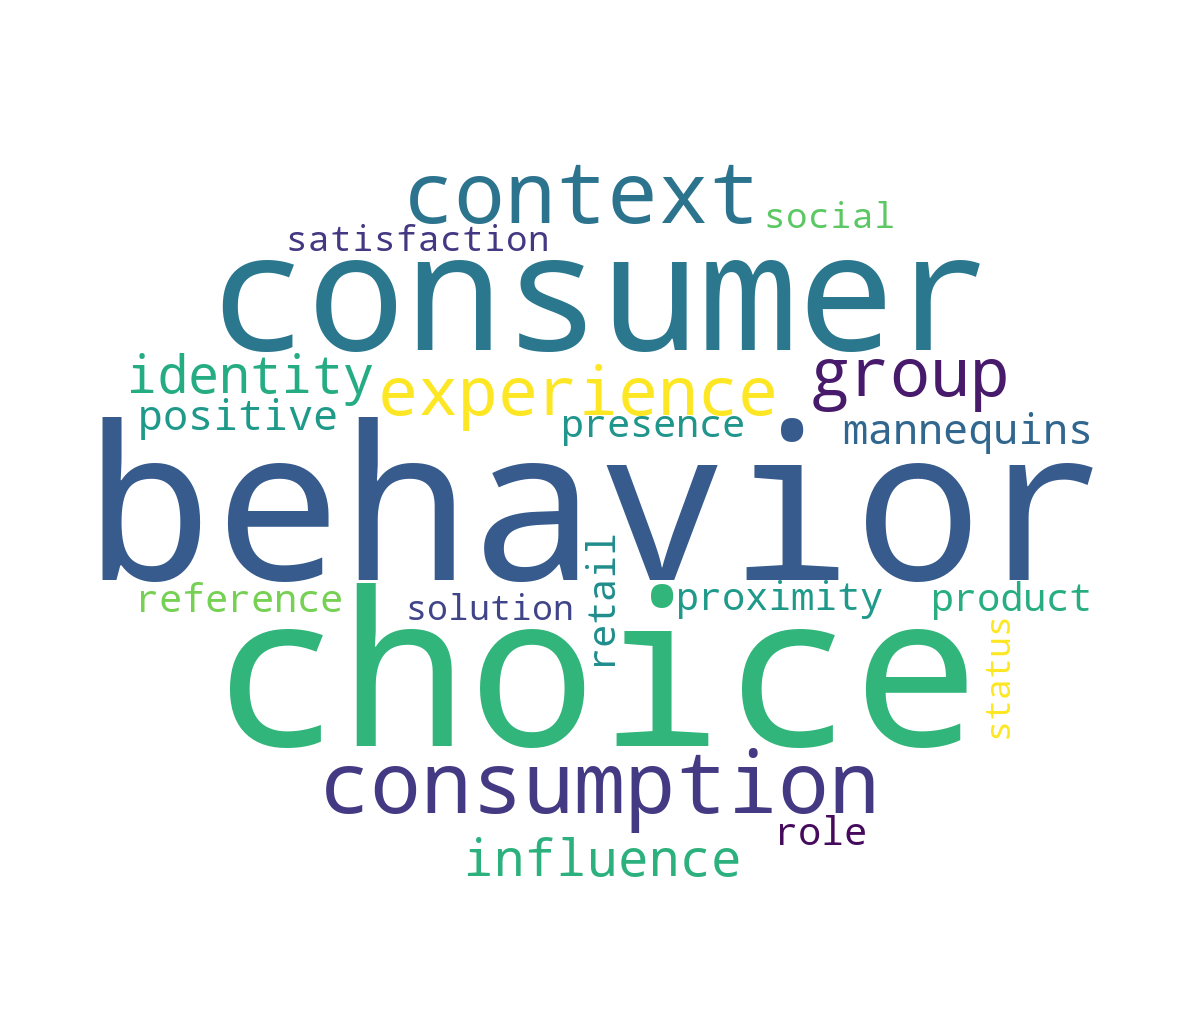 context
social
satisfaction
consumer
identity
experience
group
positive
presence
mannequins
behavior
reference
solution
retail
proximity
product
choice
status
consumption
role
influence